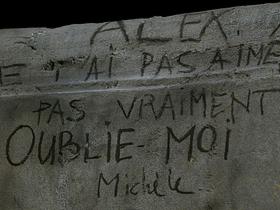 ALEX.
E T'AI PAS AIMÉ
PAS VRAIMENT
OUBLIE-MOI
Michèle